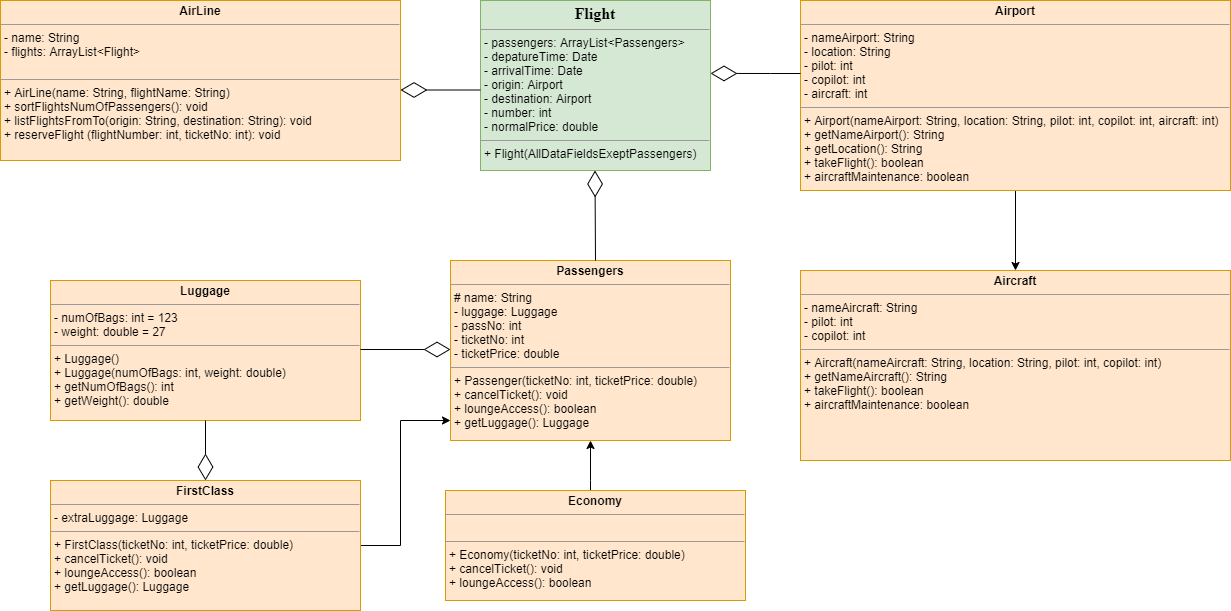 AirLine
- name: String
- flights: ArrayList<Flight>
+ AirLine(name: String, flightName: String)
+ sortFlightsNumOfPassengers(): void
+ listFlightsFromTo(origin: String, destination: String): void
+ reserveFlight (flightNumber: int, ticketNo: int): void
Flight
- passengers: ArrayList<Passengers>
- depatureTime: Date
- arrivalTime: Date
- origin: Airport
- destination: Airport
- number: int
- normalPrice: double
+ Flight(AllDataFieldsExeptPassengers)
Airport
- nameAirport: String
- location: String
- pilot: int
- copilot: int
- aircraft: int
+ Airport(nameAirport: String, location: String, pilot: int, copilot: int, aircraft: int)
+ getNameAirport(): String
+ getLocation(): String
+ takeFlight(): boolean
+ aircraftMaintenance: boolean
Luggage
- numOfBags: int = 123
- weight: double = 27
+ Luggage()
+ Luggage(numOfBags: int, weight: double)
+ getNumOfBags(): int
+ getWeight(): double
Passengers
# name: String
- luggage: Luggage
- passNo: int
- ticketNo: int
- ticketPrice: double
+ Passenger(ticketNo: int, ticketPrice: double)
+ cancelTicket(): void
+ loungeAccess(): boolean
+ getLuggage(): Luggage
Aircraft
- nameAircraft: String
- pilot: int
- copilot: int
+ Aircraft(nameAircraft: String, location: String, pilot: int, copilot: int)
+ getNameAircraft(): String
+ takeFlight(): boolean
+ aircraftMaintenance: boolean
FirstClass
- extraLuggage: Luggage
+ FirstClass(ticketNo: int, ticketPrice: double)
+ cancelTicket(): void
+ loungeAccess(): boolean
+ getLuggage(): Luggage
Economy
+ Economy(ticketNo: int, ticketPrice: double)
+ cancelTicket(): void
+ loungeAccess(): boolean